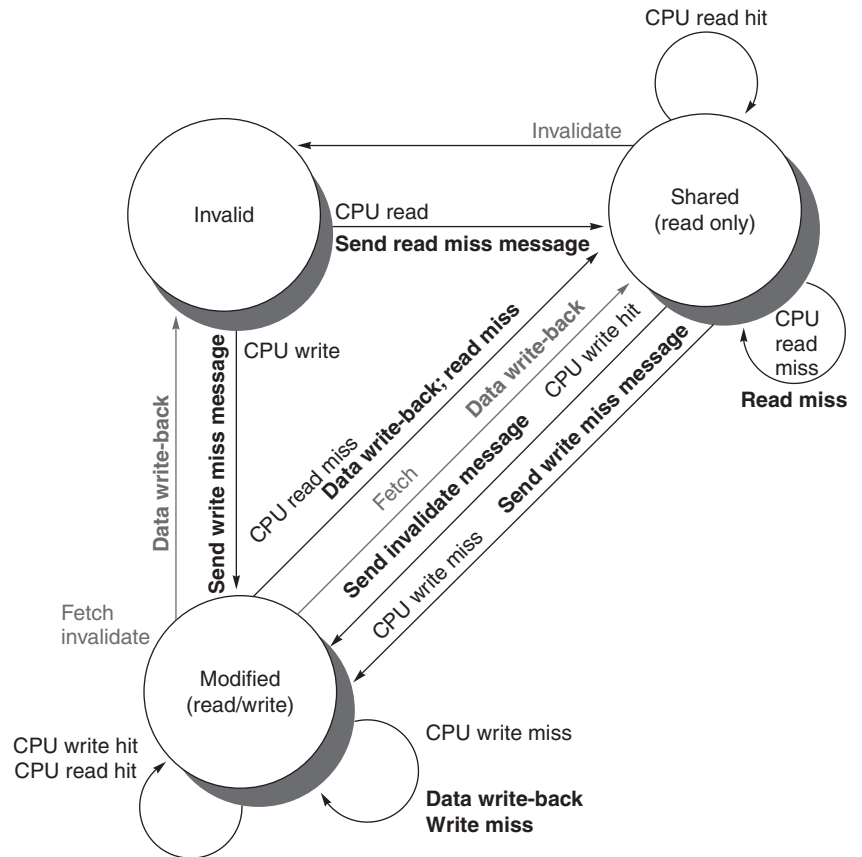 CPU read hit
Invalidate
Invalid
Shared
(read only)
CPU read
Send read miss message
CPU write
Send write miss message
Data write-back
Fetch
invalidate
CPU read miss
Data write-back; read miss
Fetch
Data write-back
Send invalidate message
CPU write hit
CPU write miss
Send write miss message
CPU
read
miss
Read miss
Modified
(read/write)
CPU write hit
CPU read hit
CPU write miss
Data write-back
Write miss